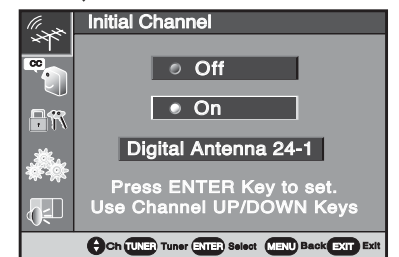 Initial Channel
CC
Off
On
Digital Antenna 24-1
Press ENTER Key to set.
Use Channel UP/DOWN Keys
Ch TUNER Tuner ENTER Select MENU Back EXIT Exit